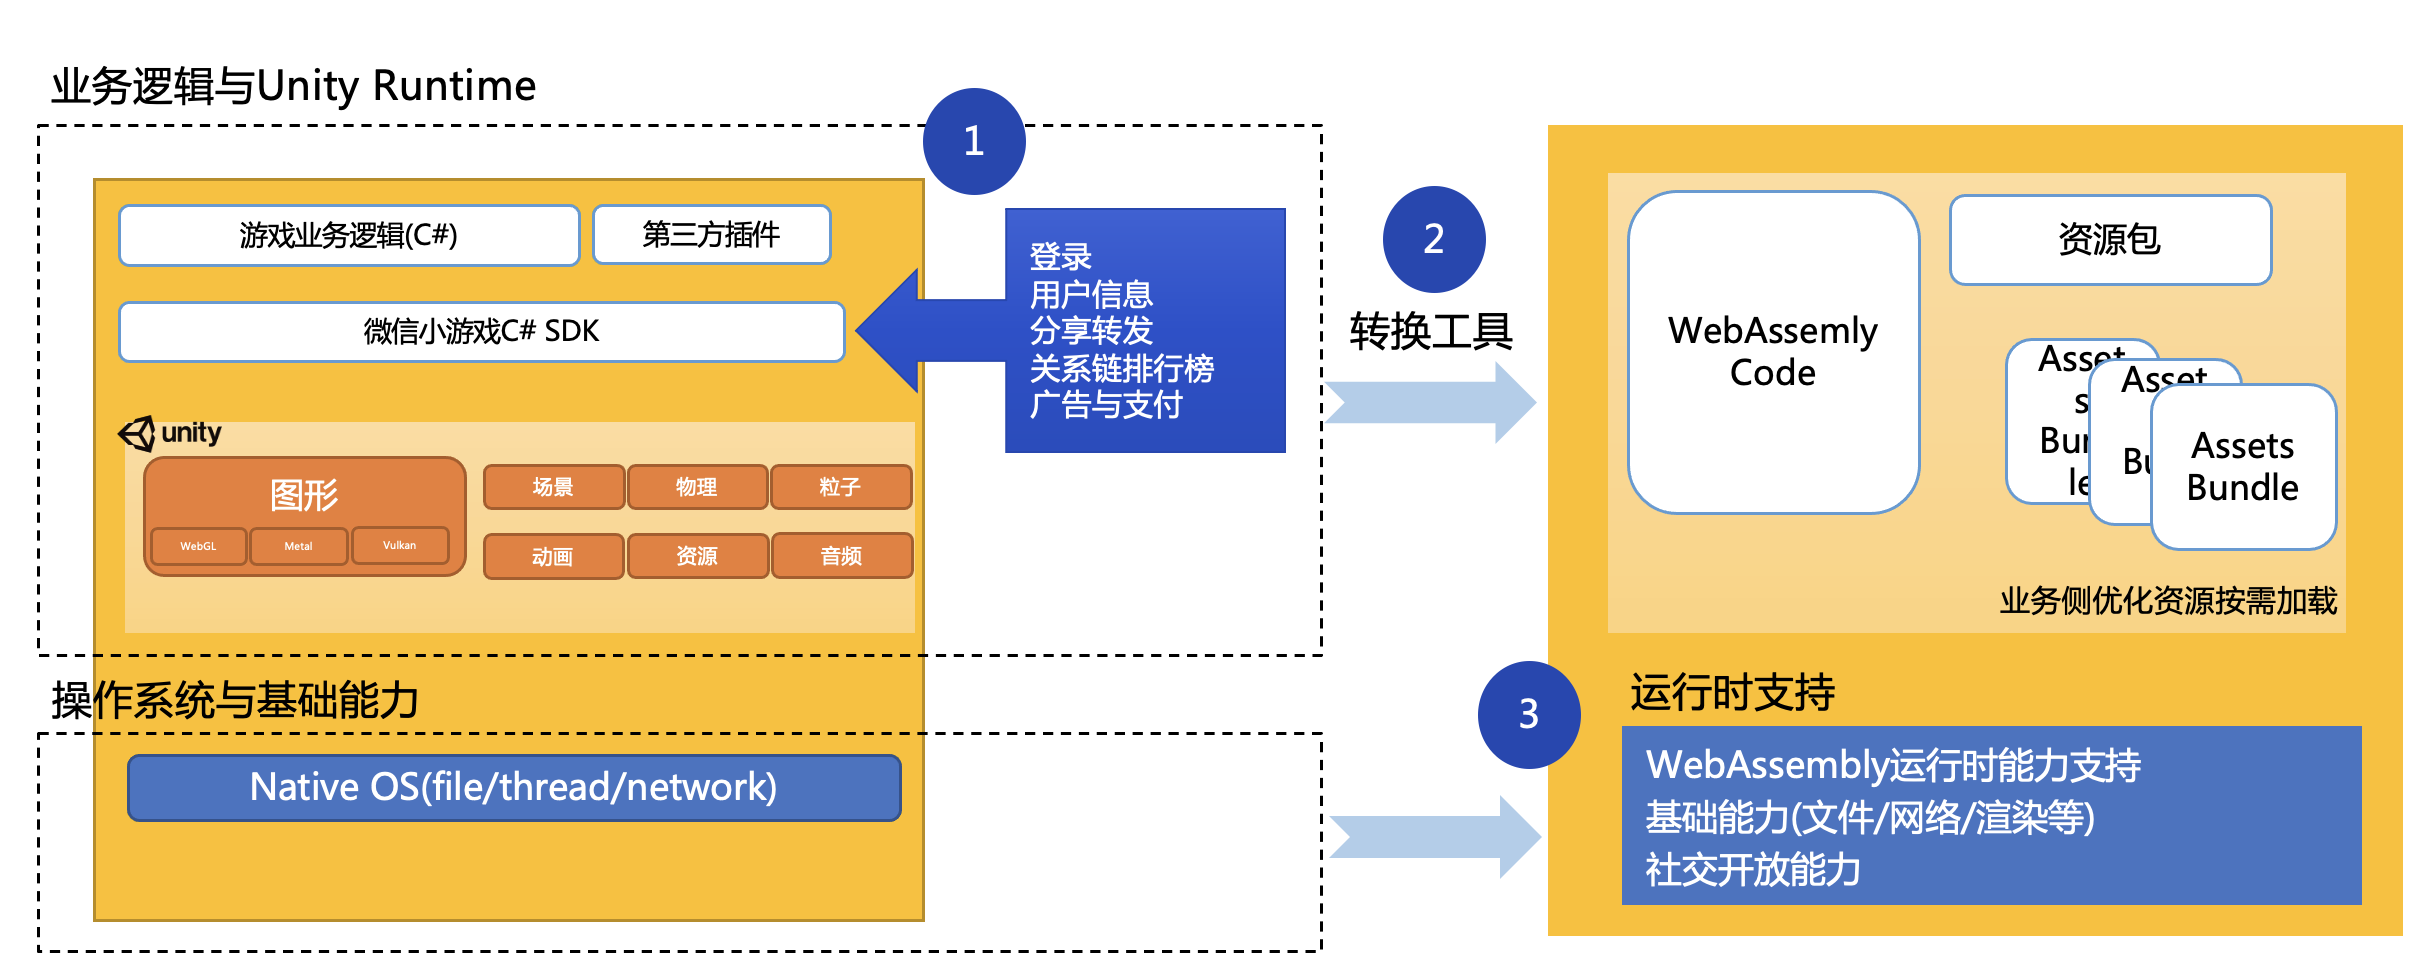 业务逻辑与Unity Runtime
1
游戏业务逻辑(C#)
第三方插件
微信小游戏C# SDK
登录
用户信息
分享转发
关系链排行榜
广告与支付
unity
图形
WebGL
Metal
Vulkan
场景
物理
粒子
动画
资源
音频
2
转换工具
WebAssemly
Code
资源包
Asset
s
Bun
le
Asset
Bu
Assets
Bundle
业务侧优化资源按需加载
操作系统与基础能力
Native OS(file/thread/network)
3
运行时支持
WebAssembly运行时能力支持
基础能力(文件/网络/渲染等)
社交开放能力